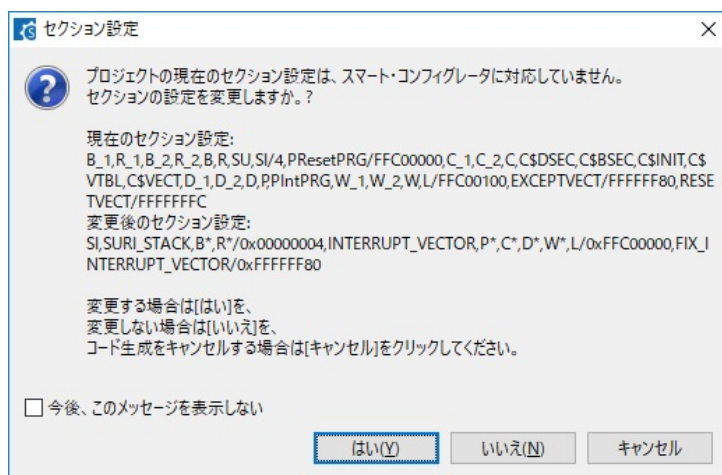 セクション設定
プロジェクトの現在のセクション設定は、スマート・コンフィグレータに対応していません。
セクションの設定を変更しますか。?
現在のセクション設定:
B_1,R_1,B_2,R_2,B,R,SU,SI/4,PResetPRG/FFC00000,C_1,C_2,C,C$DSEC,C$BSEC,C$INIT,C$
VTBL,C$VECT,D_1,D_2,D,P,PIntPRG,W_1,W_2,W,L/FFC00100,EXCEPTVECT/FFFFFF80,RESE
TVECT/FFFFFFFC
変更後のセクション設定:
SI,SURI_STACK,B*,R*/0x00000004,INTERRUPT_VECTOR,P*,C*,D*,W*,L/0xFFC00000,FIX_I
NTERRUPT_VECTOR/0xFFFFFF80
変更する場合は[はい]を、
変更しない場合は[いいえ]を、
コード生成をキャンセルする場合は[キャンセル]をクリックしてください。
今後、このメッセージを表示しない
はい(Y)
いいえ(N)
キャンセル